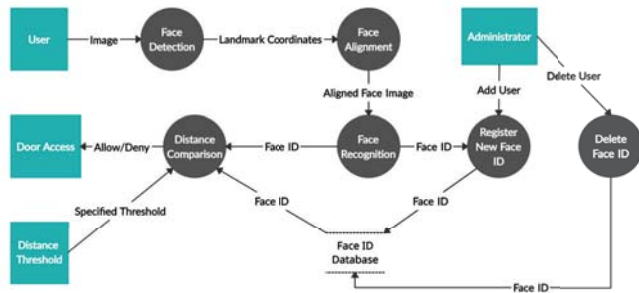 User
Image
Face
Detection
Landmark Coordinates
Face
Alignment
Administrator
Delete User
Aligned Face Image
Add User
Door Access
Allow/Deny
Distance
Comparison
Face ID
Face
Recognition
Face ID
Register
New Face
ID
Delete
Face ID
Specified Threshold
Face ID
Face ID
Distance
Threshold
Face ID
Database
Face ID